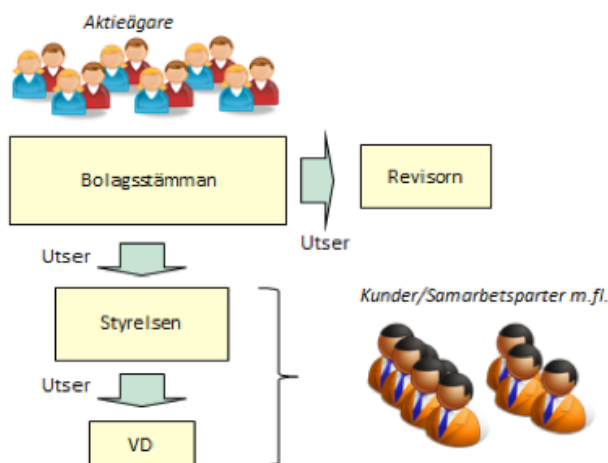 Aktieägare
Bolagsstämman
Revisorn
Utser
Utser
Kunder/Samarbetsparter m.fl.
Styrelsen
Utser
VD